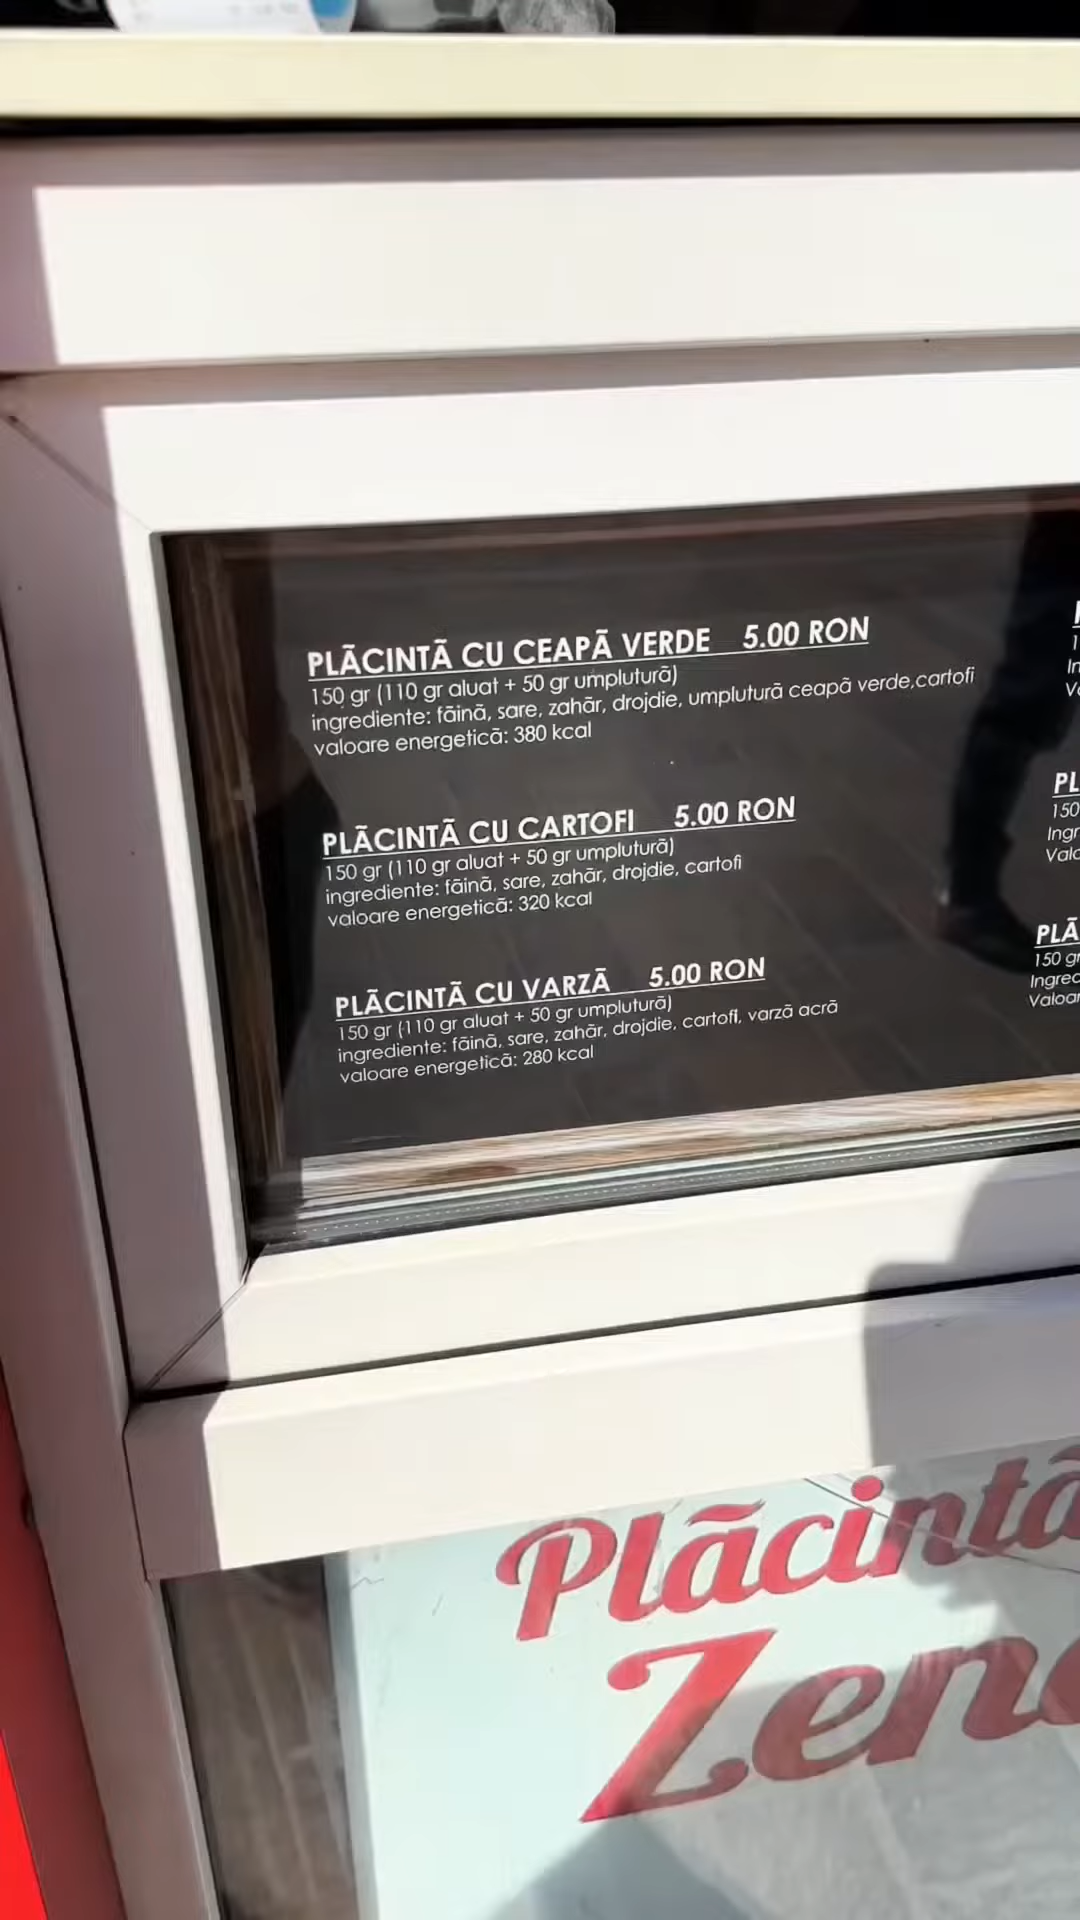 PLĂCINTĂ CU CEAPĂ VERDE 5.00 RON
150 gr (110 gr aluat + 50 gr umplutură)
ingrediente: făină, sare, zahăr, drojdie, umplutură ceapă verde,cartofi
valoare energetică: 380 kcal
PLĂCINTĂ CU CARTOFI 5.00 RON
150 gr (110 gr aluat + 50 gr umplutură)
ingrediente: făină, sare, zahăr, drojdie, cartofi
valoare energetică: 320 kcal
PLĂCINTĂ CU VARZĂ 5.00 RON
150 gr (110 gr aluat + 50 gr umplutură)
ingrediente: făină, sare, zahăr, drojdie, cartofi, varză acră
valoare energetică: 280 kcal
150
150 gr
Plăcintă